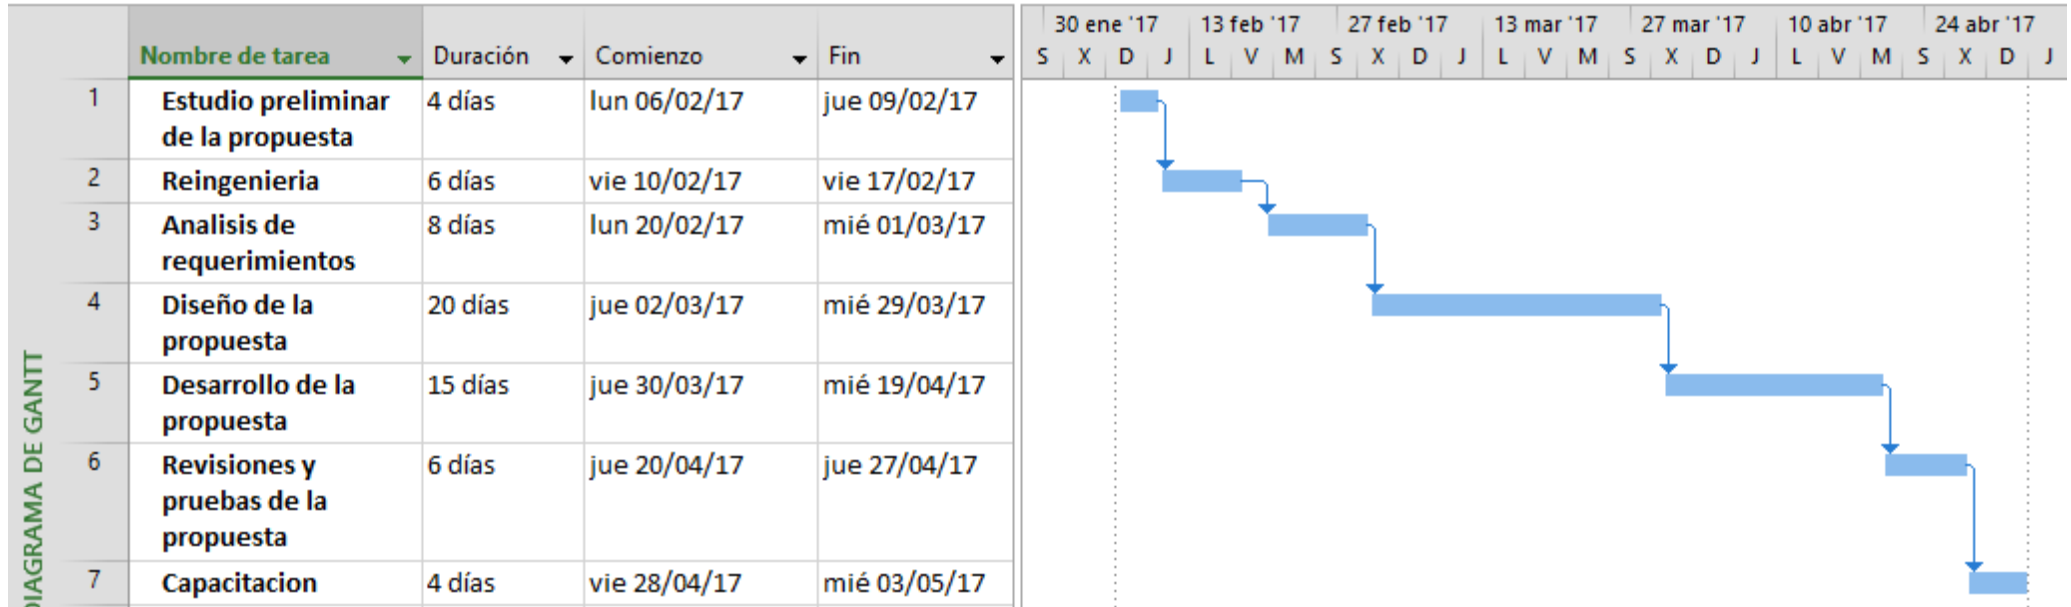 30 ene '17 13 feb '17 27 feb '17 13 mar '17 27 mar '17 10 abr '17 24 abr '17
Nombre de tarea Duración Comienzo Fin S X D J L V M S X D J L V M S X D J L V M S X D J
1 Estudio preliminar 4 días lun 06/02/17 jue 09/02/17
de la propuesta
2 Reingenieria 6 días vie 10/02/17 vie 17/02/17
3 Analisis de 8 días lun 20/02/17 mié 01/03/17
requerimientos
4 Diseño de la 20 días jue 02/03/17 mié 29/03/17
propuesta
5 Desarrollo de la 15 días jue 30/03/17 mié 19/04/17
propuesta
6 Revisiones y 6 días jue 20/04/17 jue 27/04/17
pruebas de la
propuesta
7 Capacitacion 4 días vie 28/04/17 mié 03/05/17
DIAGRAMA DE GANTT